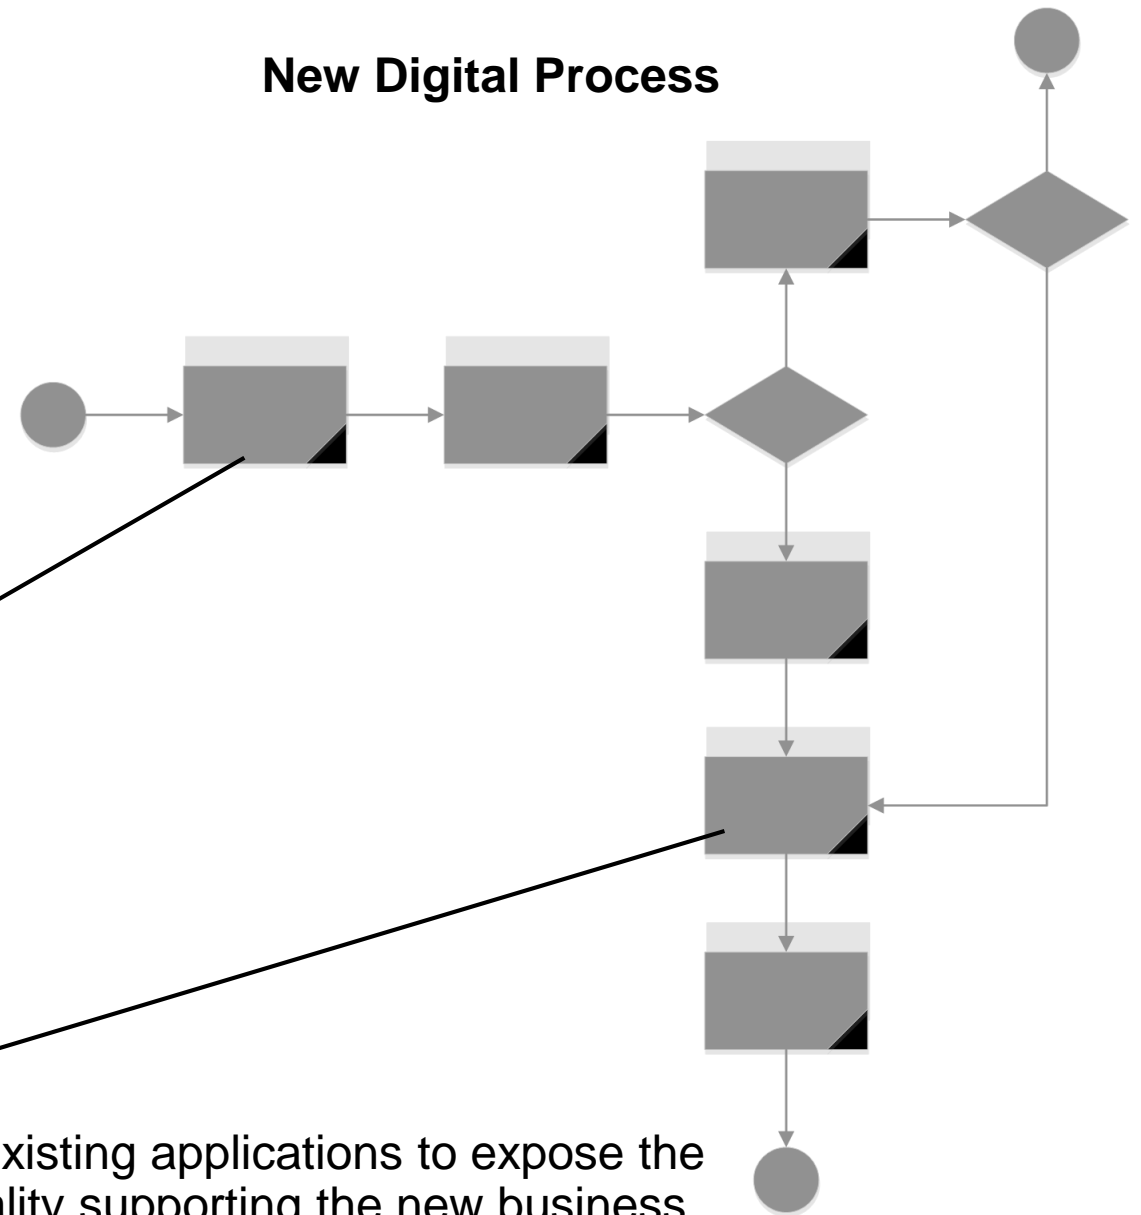 New Digital Process
xisting applications to expose the
ality supporting the new business